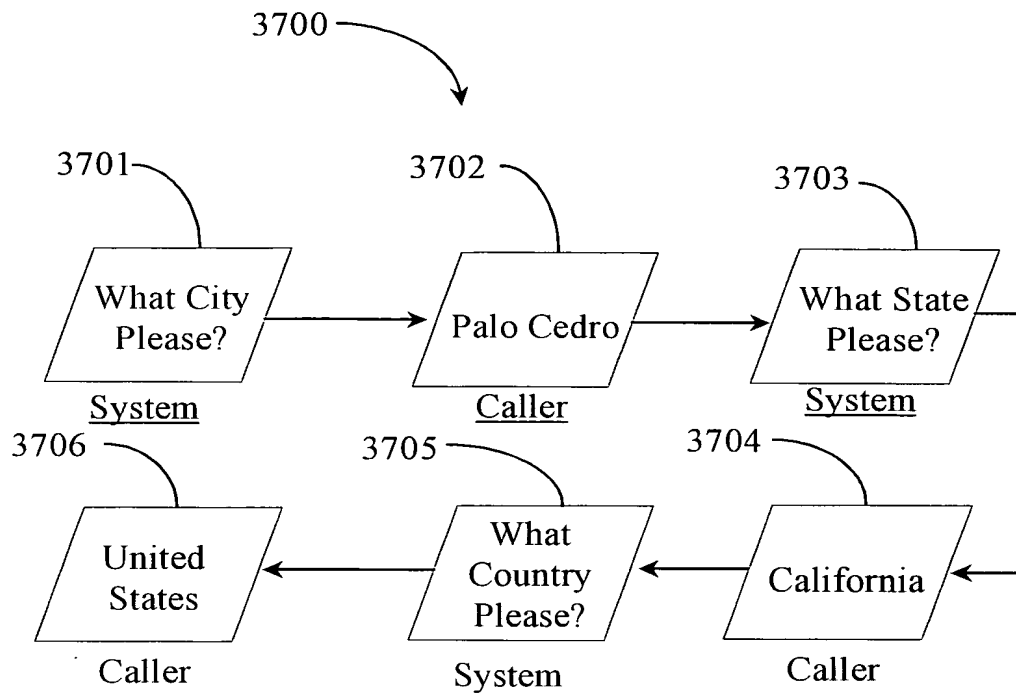 3700
3701
3702
3703
What City
Please?
Palo Cedro
What State
Please?
System
Caller
System
3706
3705
3704
United
States
What
Country
Please?
California
Caller
System
Caller